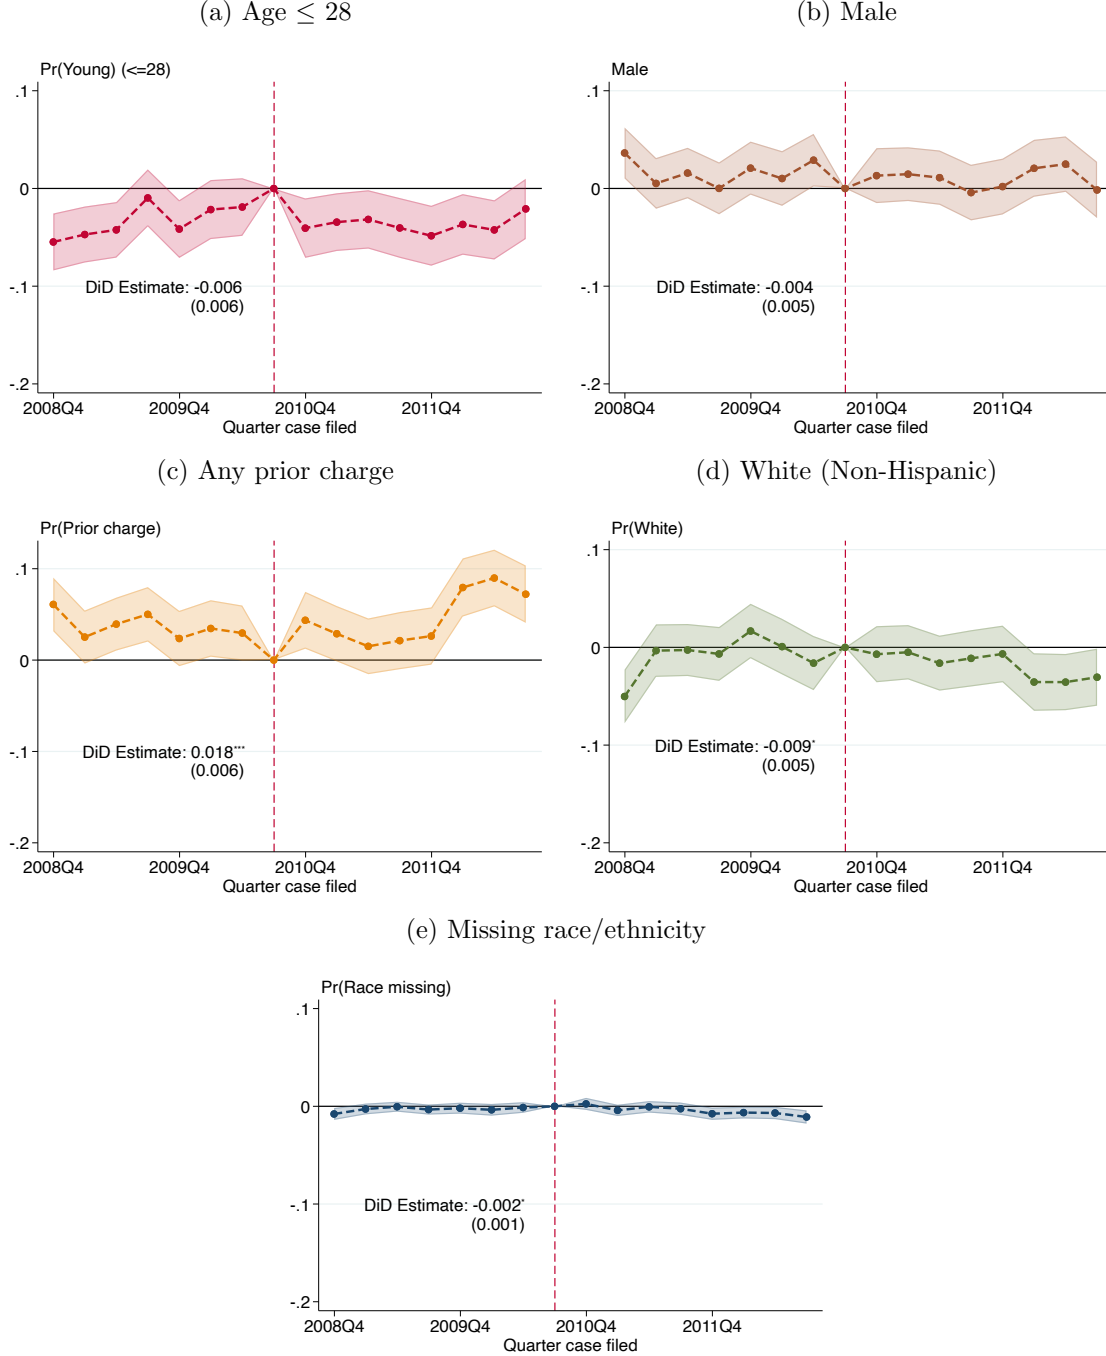 (a) Age ≤ 28
Pr(Young) (<=28)
.1
0
-.1
-.2
DiD Estimate: -0.006
(0.006)
2008Q4 2009Q4 2010Q4 2011Q4
Quarter case filed
(b) Male
Male
.1
0
-.1
-.2
DiD Estimate: -0.004
(0.005)
2008Q4 2009Q4 2010Q4 2011Q4
Quarter case filed
(c) Any prior charge
Pr(Prior charge)
.1
0
-.1
-.2
DiD Estimate: 0.018***
(0.006)
2008Q4 2009Q4 2010Q4 2011Q4
Quarter case filed
(d) White (Non-Hispanic)
Pr(White)
.1
0
-.1
-.2
DiD Estimate: -0.009*
(0.005)
2008Q4 2009Q4 2010Q4 2011Q4
Quarter case filed
(e) Missing race/ethnicity
Pr(Race missing)
.1
0
-.1
-.2
DiD Estimate: -0.002*
(0.001)
2008Q4 2009Q4 2010Q4 2011Q4
Quarter case filed